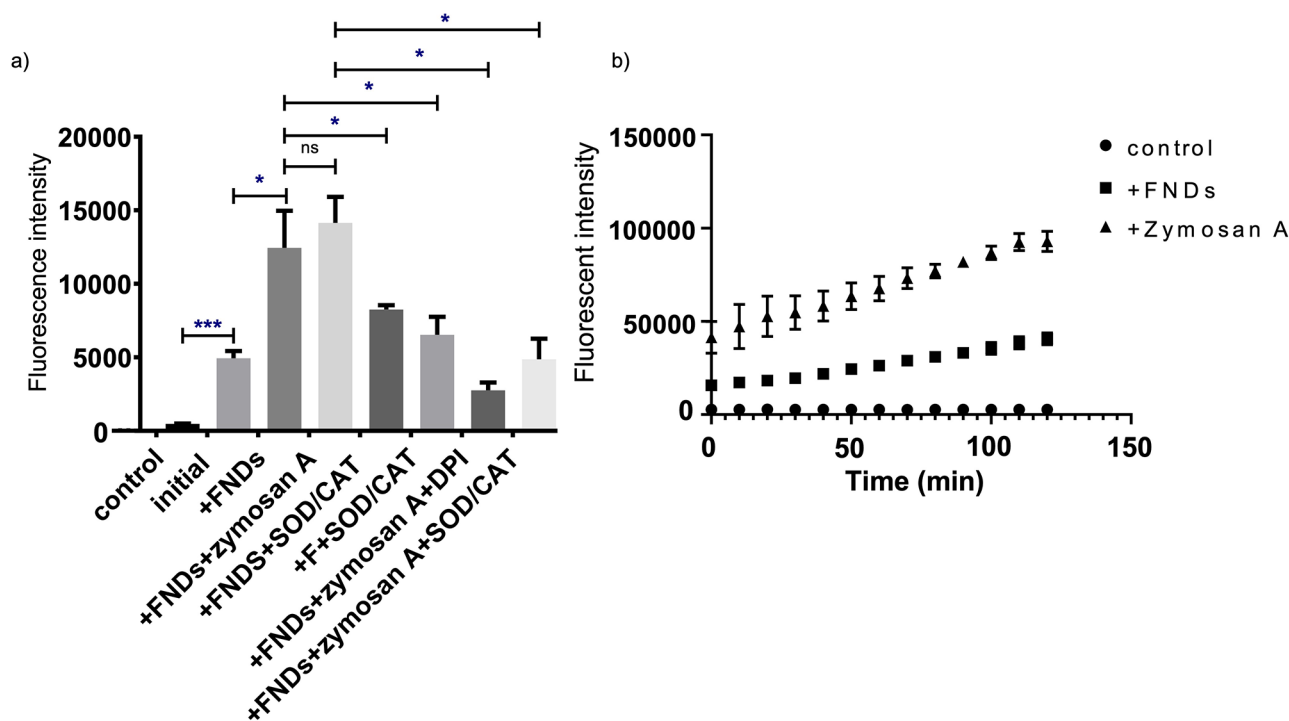 a)
*
*
*
*
ns
*
***
Fluorescence intensity
20000
15000
10000
5000
0
control
initial
+FNDs
+FNDs+zymosan A
+FNDS+SOD/CAT
+F+SOD/CAT
+FNDs+zymosan A+DPI
+FNDs+zymosan A+SOD/CAT
b)
Fluorescent intensity
150000
100000
50000
0
0
50
100
150
Time (min)
control
+FNDs
+Zymosan A